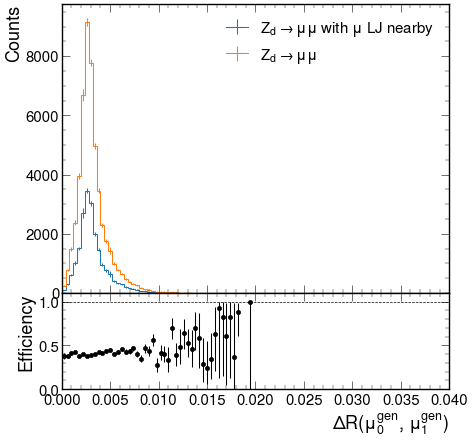 Counts
Z_d → μ μ with μ LJ nearby
Z_d → μ μ
8000
6000
4000
2000
0
Efficiency
1.0
0.5
0.0
0.000 0.005 0.010 0.015 0.020 0.025 0.030 0.035 0.040
ΔR(μ₀^gen, μ₁^gen)